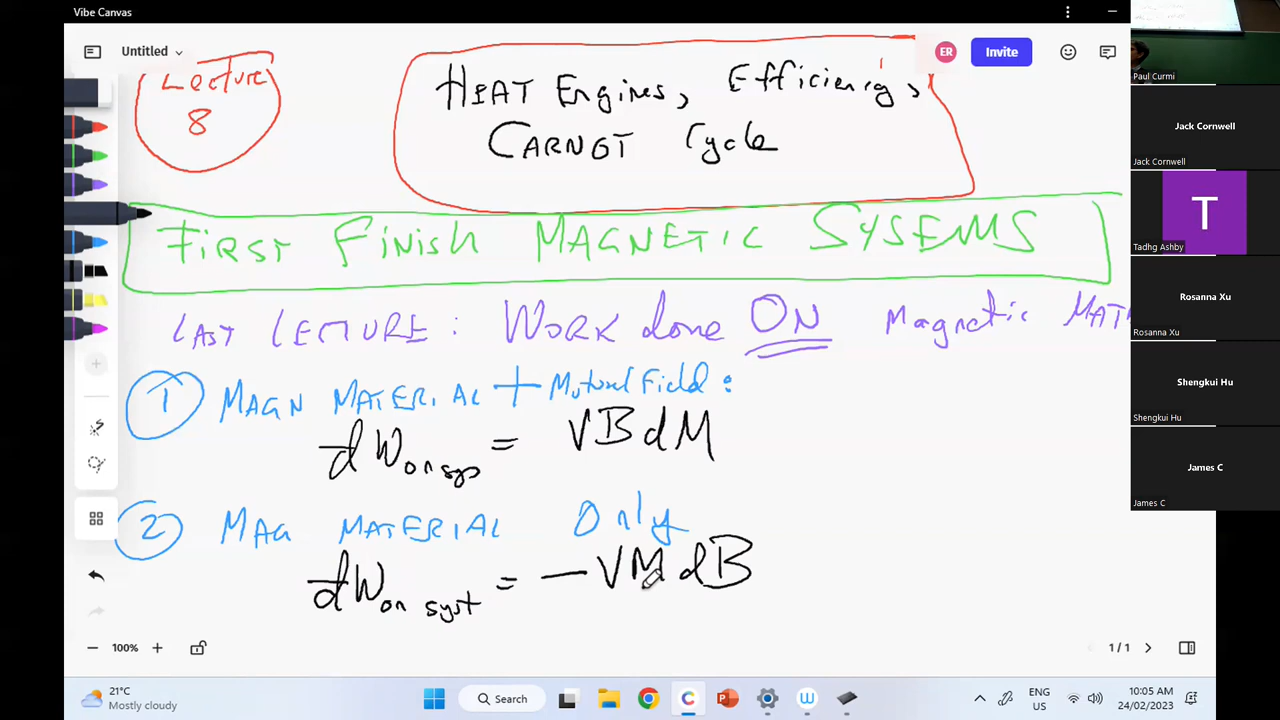 Vibe Canvas
Untitled
ER
Invite
Lecture
8
HEAT Engines, Efficiency,
CARNOT Cycle
FIRST FINISH MAGNETIC SYSEMS
LAST LECTURE: WORK done ON Magnetic MAT
1 MAGN MATERIAL + Mutual Field:
đW on sys = VBdM
2 MAG MATERIAL Only
đW on syst = - VMdB
100%
1 / 1
21°C
Mostly cloudy
Search
ENG
US
10:05 AM
24/02/2023
Paul Curmi
Jack Cornwell
Jack Cornwell
T
Tadhg Ashby
Rosanna Xu
Rosanna Xu
Shengkui Hu
Shengkui Hu
James C
James C